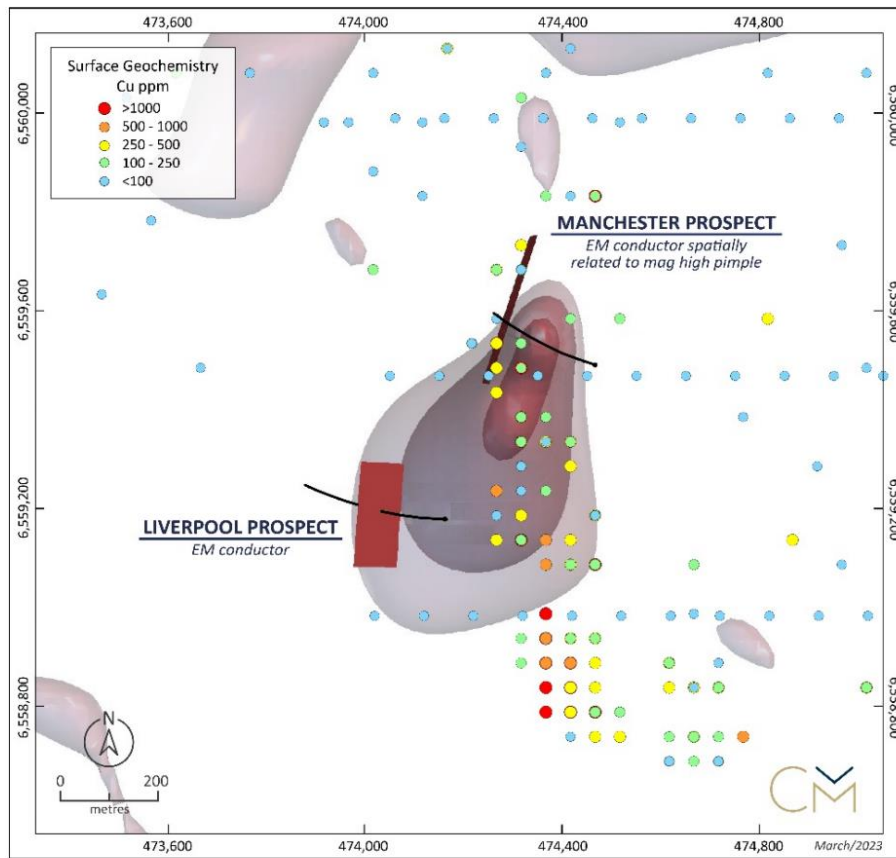 473,600 474,000 474,400 474,800
Surface Geochemistry
Cu ppm
>1000
500 - 1000
250 - 500
100 - 250
<100
6,560,000 6,560,000
MANCHESTER PROSPECT
EM conductor spatially
related to mag high pimple
6,559,600 6,559,600
6,559,200 6,559,200
LIVERPOOL PROSPECT
EM conductor
6,558,800 6,558,800
N
0 200
metres
CM
473,600 474,000 474,400 474,800
March/2023